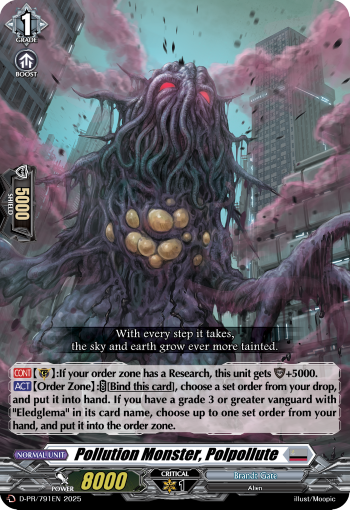 1
GRADE
BOOST
5000
SHIELD
With every step it takes,
the sky and earth grow ever more tainted.
CONT【 】:If your order zone has a Research, this unit gets +5000.
ACT【Order Zone】:[Bind this card], choose a set order from your drop,
and put it into hand. If you have a grade 3 or greater vanguard with
"Eledglema" in its card name, choose up to one set order from your
hand, and put it into the order zone.
NORMAL UNIT
Pollution Monster, Polpollute
POWER 8000
CRITICAL
1
Brandt Gate
Alien
D-PR/791EN 2025
illust/Moopic